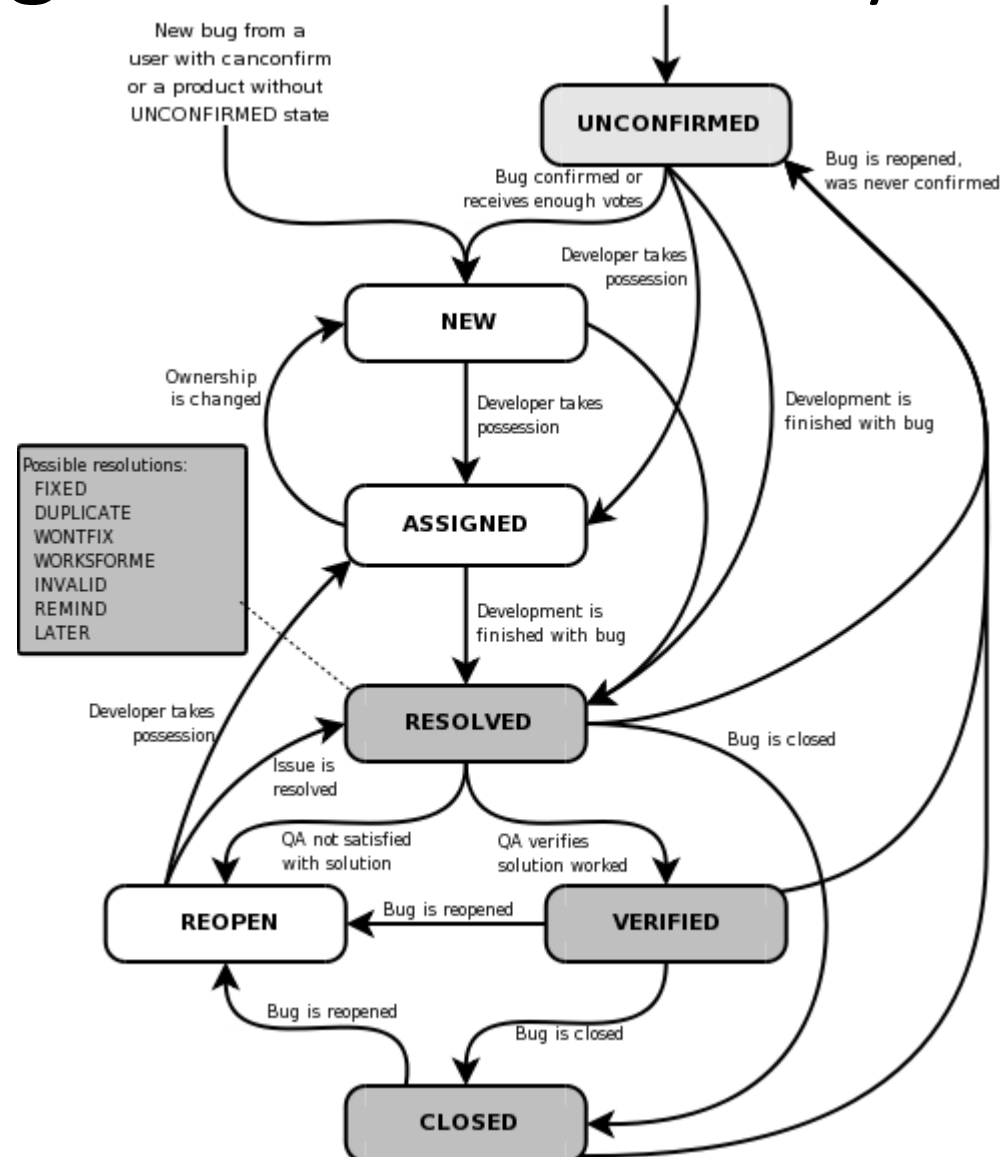 New bug from a
user with canconfirm
or a product without
UNCONFIRMED state
UNCONFIRMED
Bug is reopened,
was never confirmed
Bug confirmed or
receives enough votes
Developer takes
possession
NEW
Ownership
is changed
Developer takes
possession
Development is
finished with bug
Possible resolutions:
FIXED
DUPLICATE
WONTFIX
WORKSFORME
INVALID
REMIND
LATER
ASSIGNED
Development is
finished with bug
RESOLVED
Developer takes
possession
Issue is
resolved
Bug is closed
QA not satisfied
with solution
QA verifies
solution worked
REOPEN
Bug is reopened
VERIFIED
Bug is reopened
Bug is closed
CLOSED